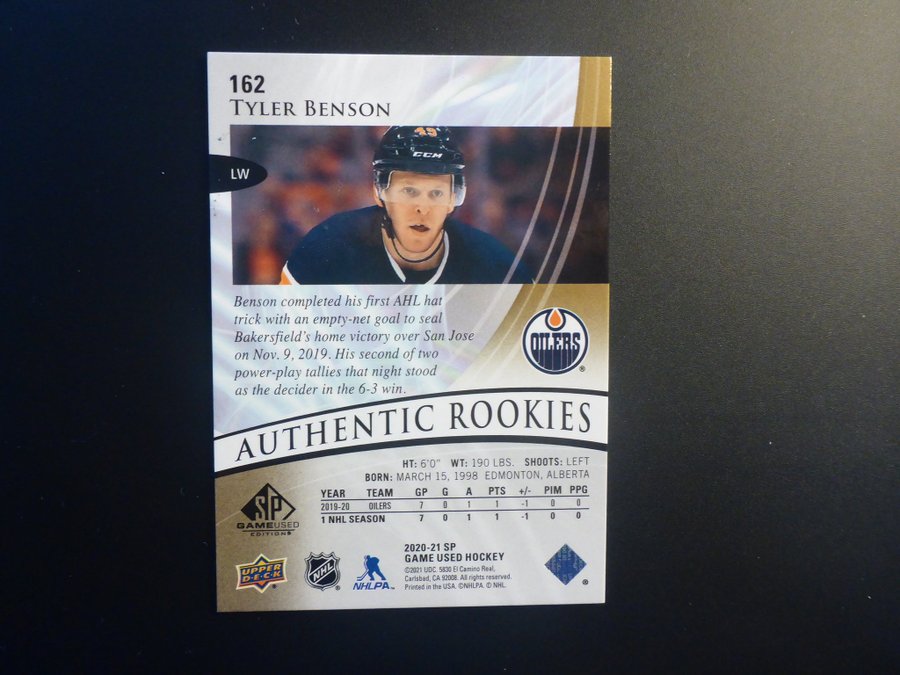 162
TYLER BENSON
49
CCM
LW
Benson completed his first AHL hat
trick with an empty-net goal to seal
Bakersfield's home victory over San Jose
on Nov. 9, 2019. His second of two
power-play tallies that night stood
as the decider in the 6-3 win.
OILERS ®
AUTHENTIC ROOKIES
HT: 6'0" WT: 190 LBS. SHOOTS: LEFT
BORN: MARCH 15, 1998 EDMONTON, ALBERTA
YEAR TEAM GP G A PTS +/- PIM PPG
2019-20 OILERS 7 0 1 1 -1 0 0
1 NHL SEASON 7 0 1 1 -1 0 0
SP
GAMEUSED
EDITION
2020-21 SP
GAME USED HOCKEY
©2021 UDC. 5830 El Camino Real,
Carlsbad, CA 92008. All rights reserved.
Printed in the USA. ©NHLPA. © NHL.
UPPER
DECK
NHL
NHLPA
®